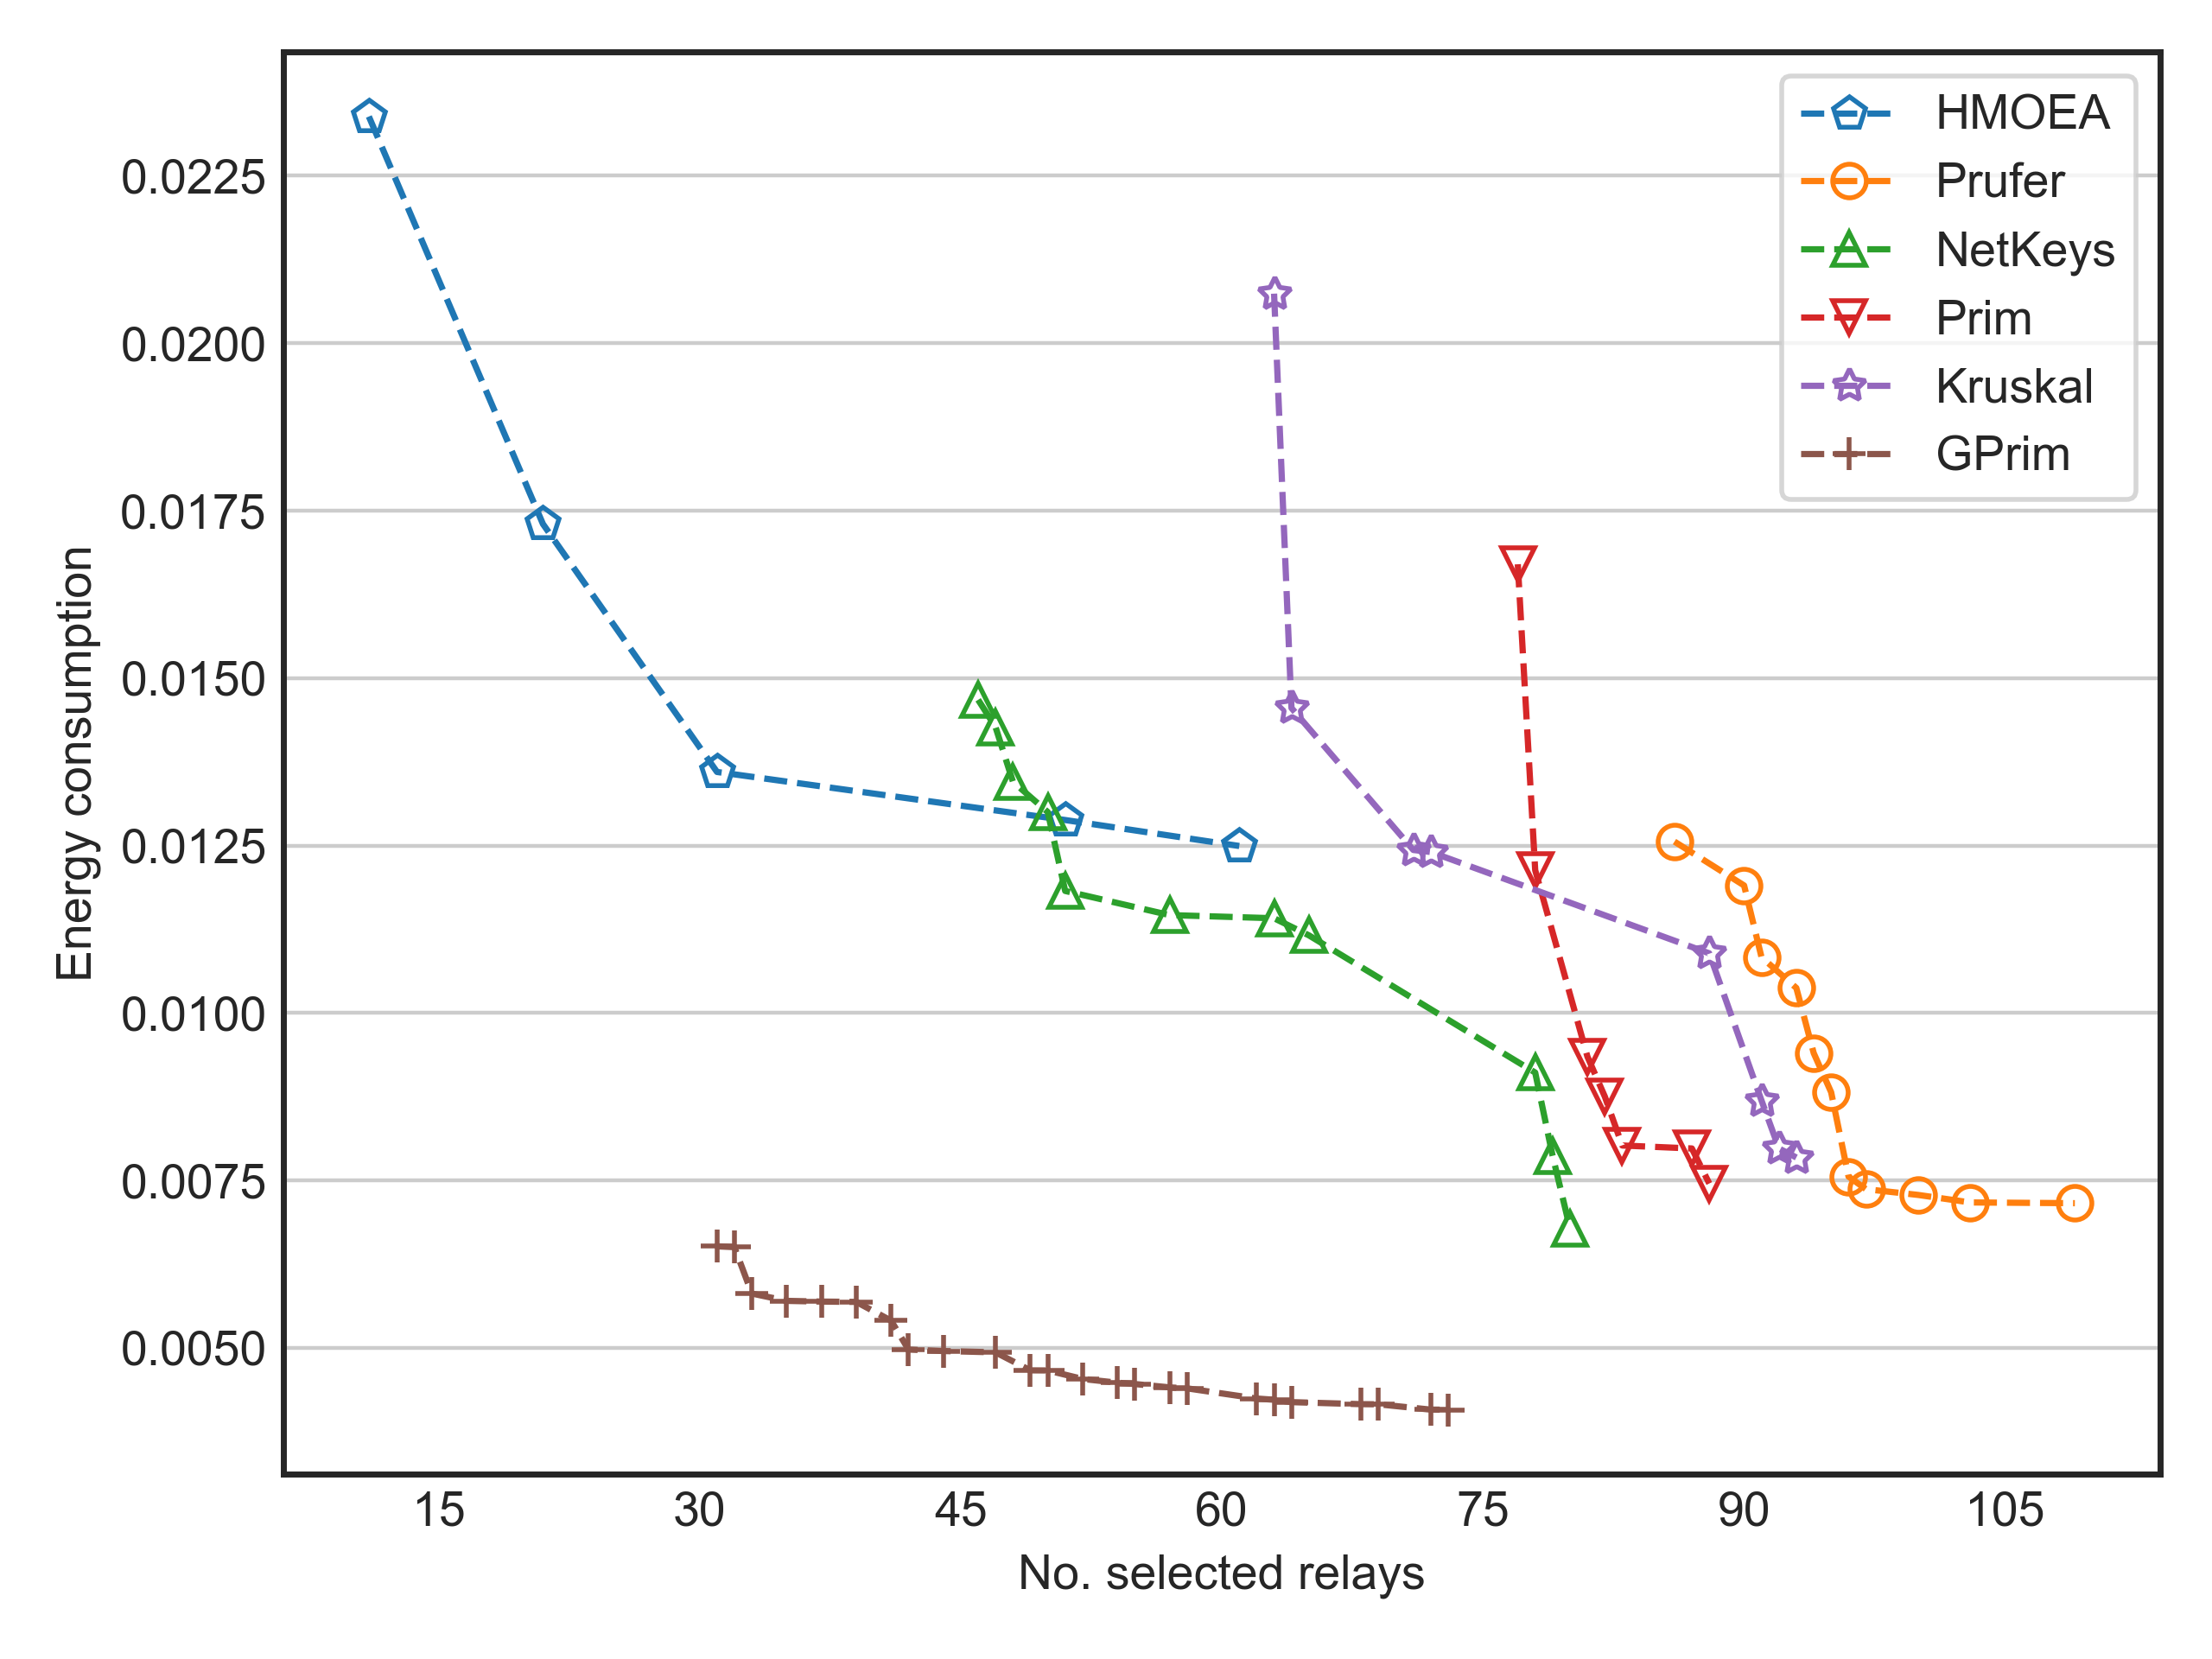 HMOEA
Prufer
NetKeys
Prim
Kruskal
GPrim
0.0225
0.0200
0.0175
0.0150
0.0125
0.0100
0.0075
0.0050
Energy consumption
15 30 45 60 75 90 105
No. selected relays